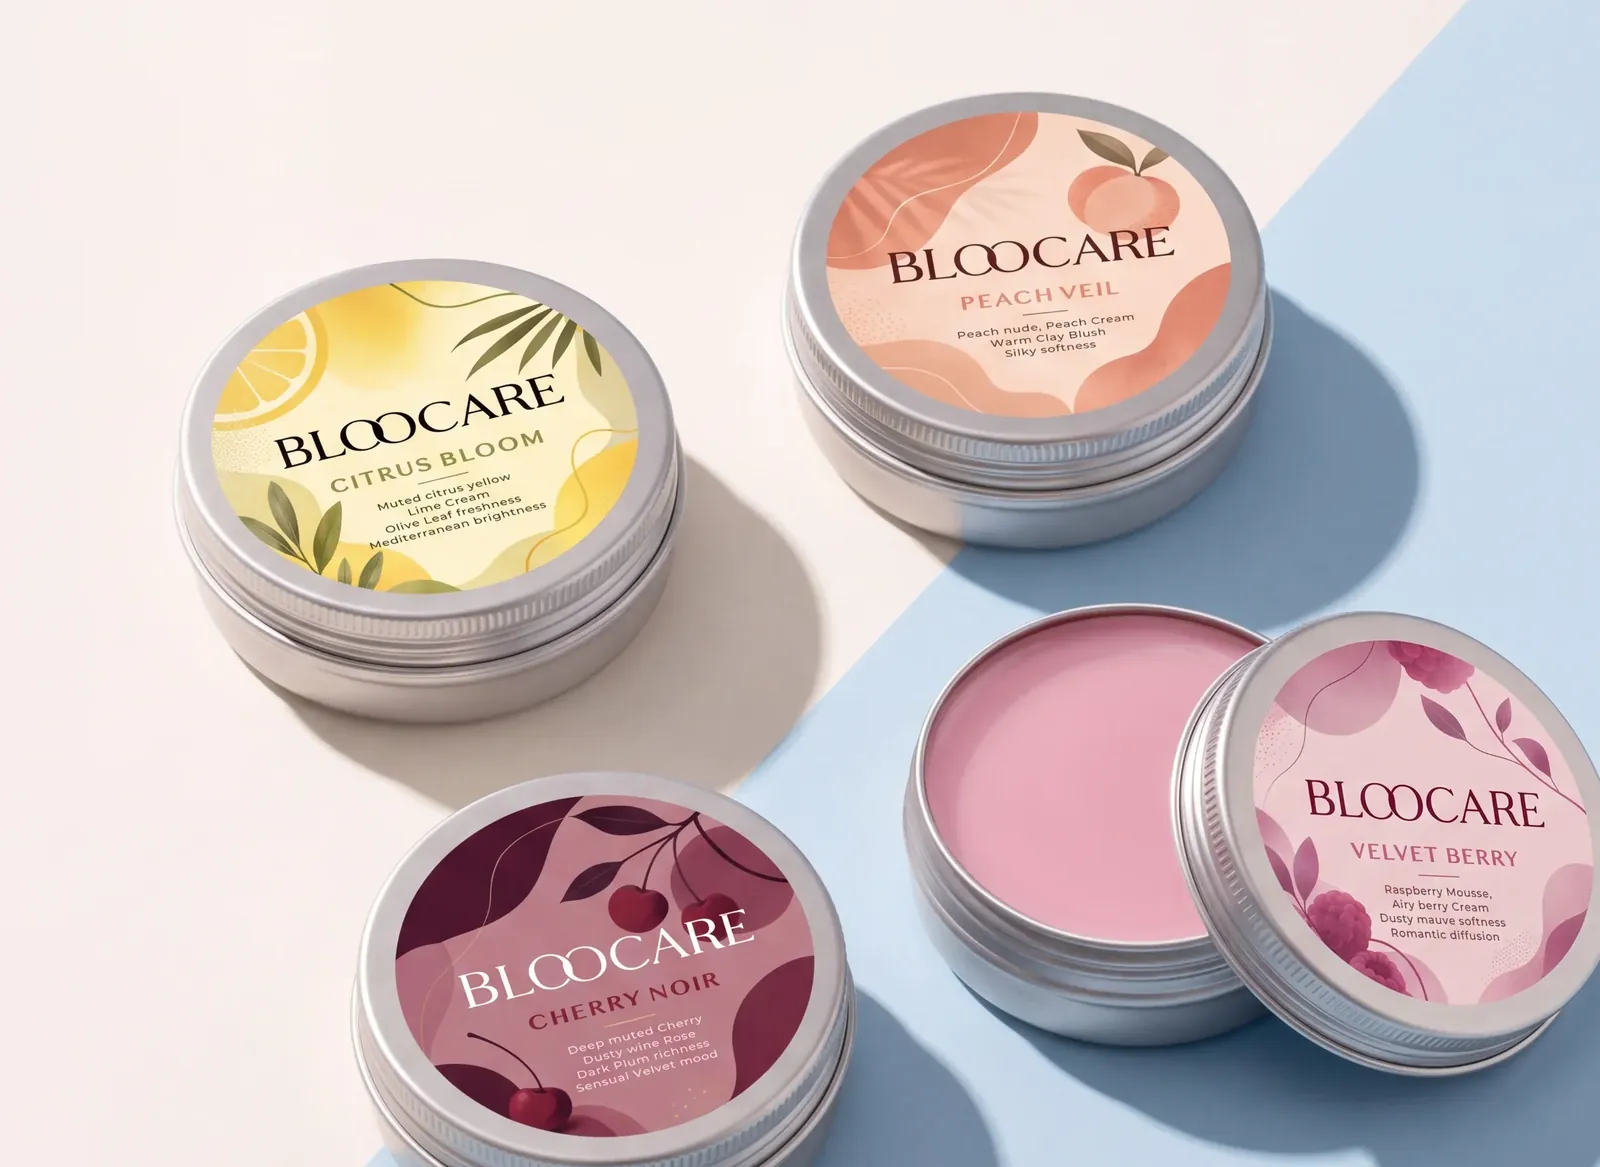 BLOOCARE
PEACH VEIL
Peach nude, Peach Cream
Warm Clay Blush
Silky softness
BLOOCARE
CITRUS BLOOM
Muted citrus yellow
Lime Cream
Olive Leaf freshness
Mediterranean brightness
BLOOCARE
VELVET BERRY
Raspberry Mousse,
Airy berry Cream
Dusty mauve softness
Romantic diffusion
BLOOCARE
CHERRY NOIR
Deep muted Cherry
Dusty wine Rose
Dark Plum richness
Sensual Velvet mood